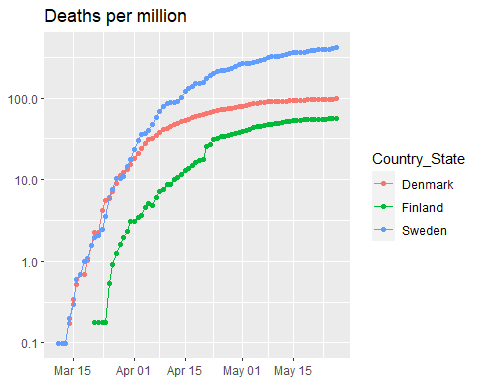 Deaths per million
100.0
10.0
1.0
0.1
Mar 15 Apr 01 Apr 15 May 01 May 15
Country_State
Denmark
Finland
Sweden